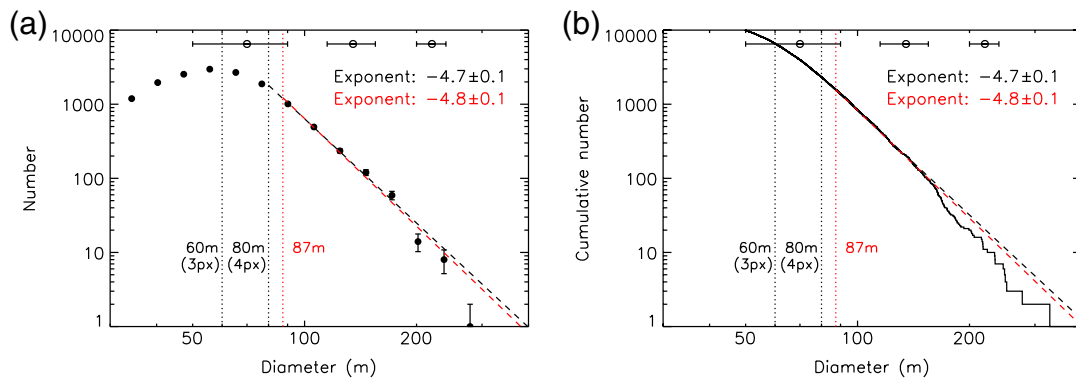 (a)
10000
1000
100
10
1
Number
Exponent: −4.7±0.1
Exponent: −4.8±0.1
60m 80m 87m
(3px) (4px)
50 100 200
Diameter (m)
(b)
10000
1000
100
10
1
Cumulative number
Exponent: −4.7±0.1
Exponent: −4.8±0.1
60m 80m 87m
(3px) (4px)
50 100 200
Diameter (m)